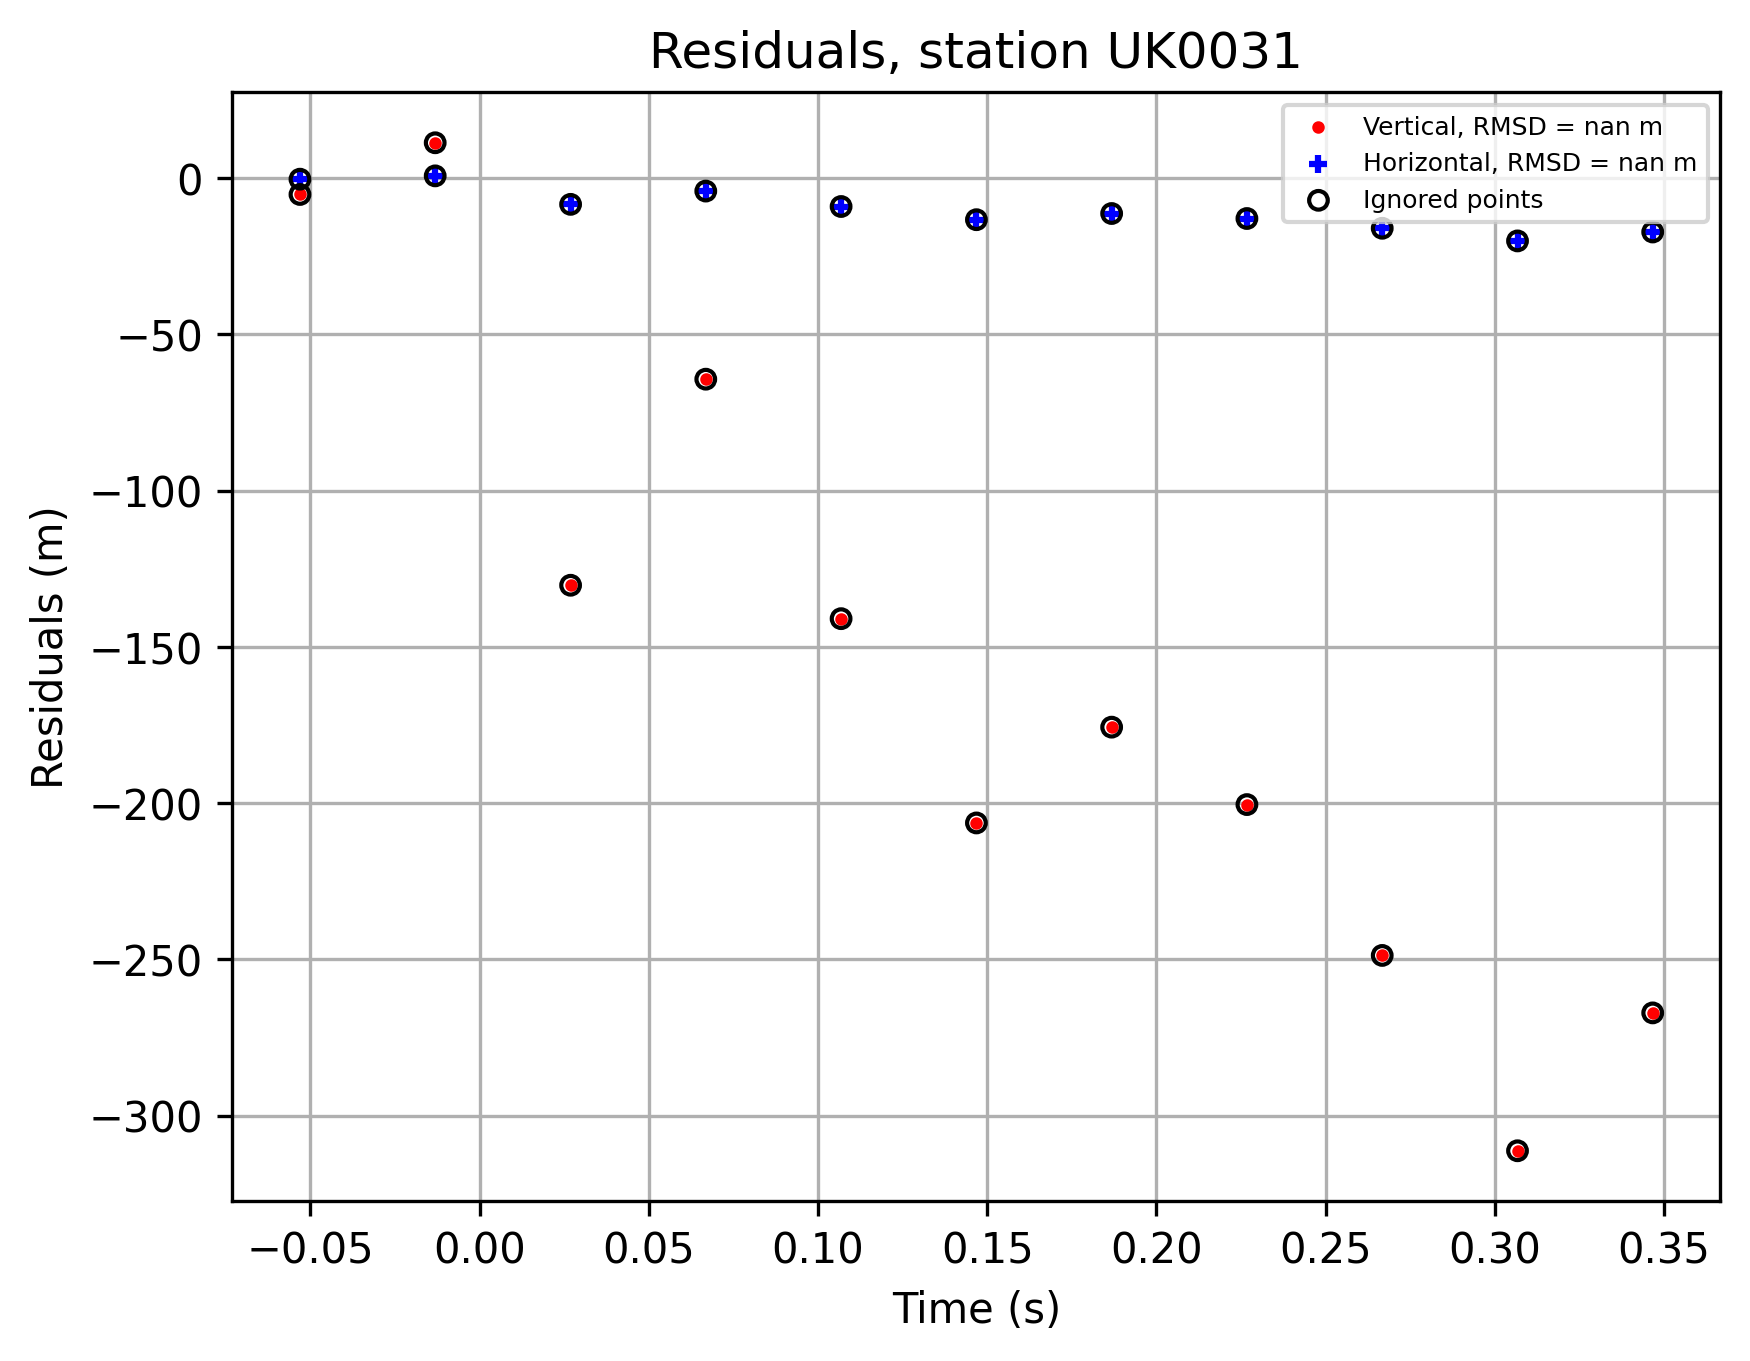 Residuals, station UK0031
Vertical, RMSD = nan m
Horizontal, RMSD = nan m
Ignored points
Residuals (m)
0
−50
−100
−150
−200
−250
−300
−0.05 0.00 0.05 0.10 0.15 0.20 0.25 0.30 0.35
Time (s)